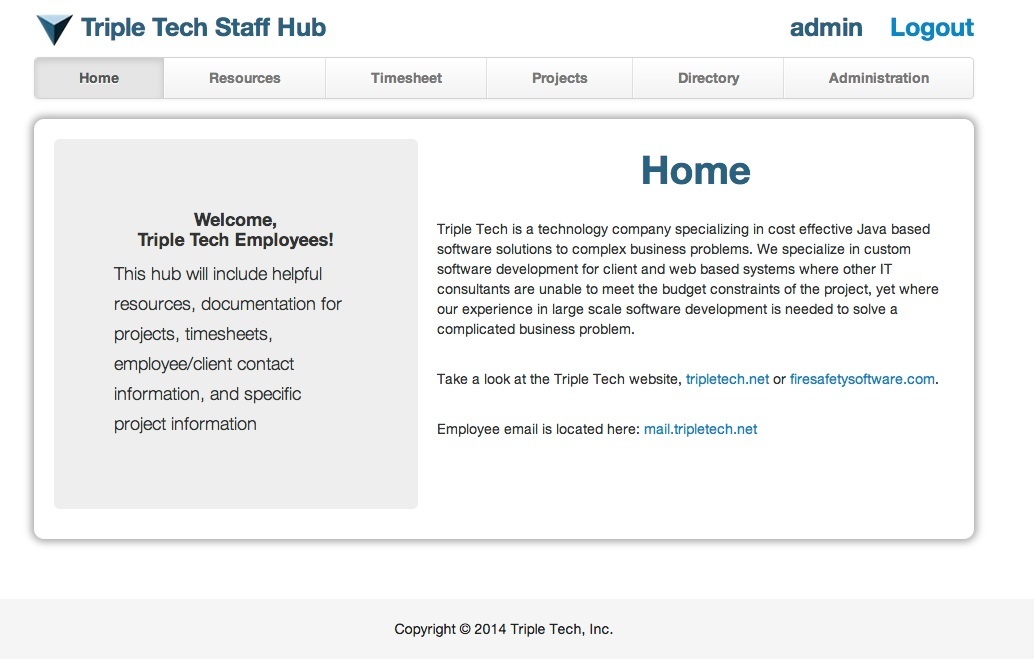 Triple Tech Staff Hub
admin Logout
Home Resources Timesheet Projects Directory Administration
Welcome,
Triple Tech Employees!
This hub will include helpful
resources, documentation for
projects, timesheets,
employee/client contact
information, and specific
project information
Home
Triple Tech is a technology company specializing in cost effective Java based
software solutions to complex business problems. We specialize in custom
software development for client and web based systems where other IT
consultants are unable to meet the budget constraints of the project, yet where
our experience in large scale software development is needed to solve a
complicated business problem.
Take a look at the Triple Tech website, tripletech.net or firesafetysoftware.com.
Employee email is located here: mail.tripletech.net
Copyright © 2014 Triple Tech, Inc.